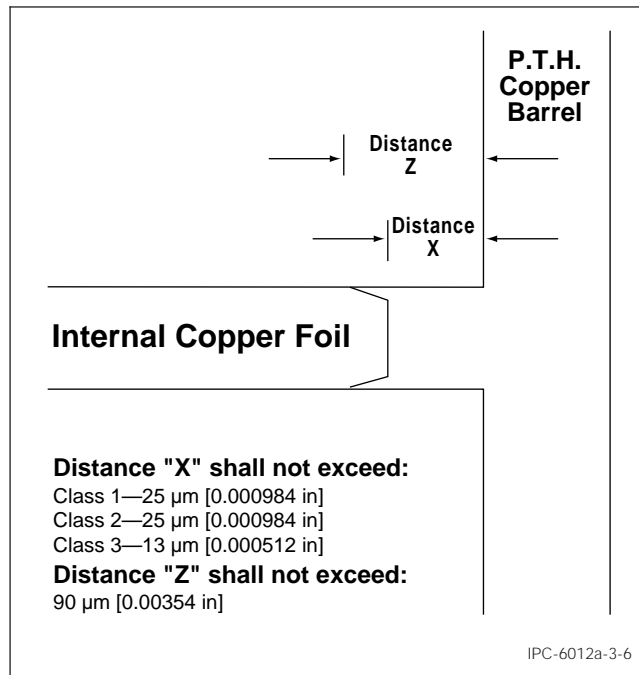 P.T.H.
Copper
Barrel
Distance
Z
Distance
X
Internal Copper Foil
Distance "X" shall not exceed:
Class 1—25 µm [0.000984 in]
Class 2—25 µm [0.000984 in]
Class 3—13 µm [0.000512 in]
Distance "Z" shall not exceed:
90 µm [0.00354 in]
IPC-6012a-3-6